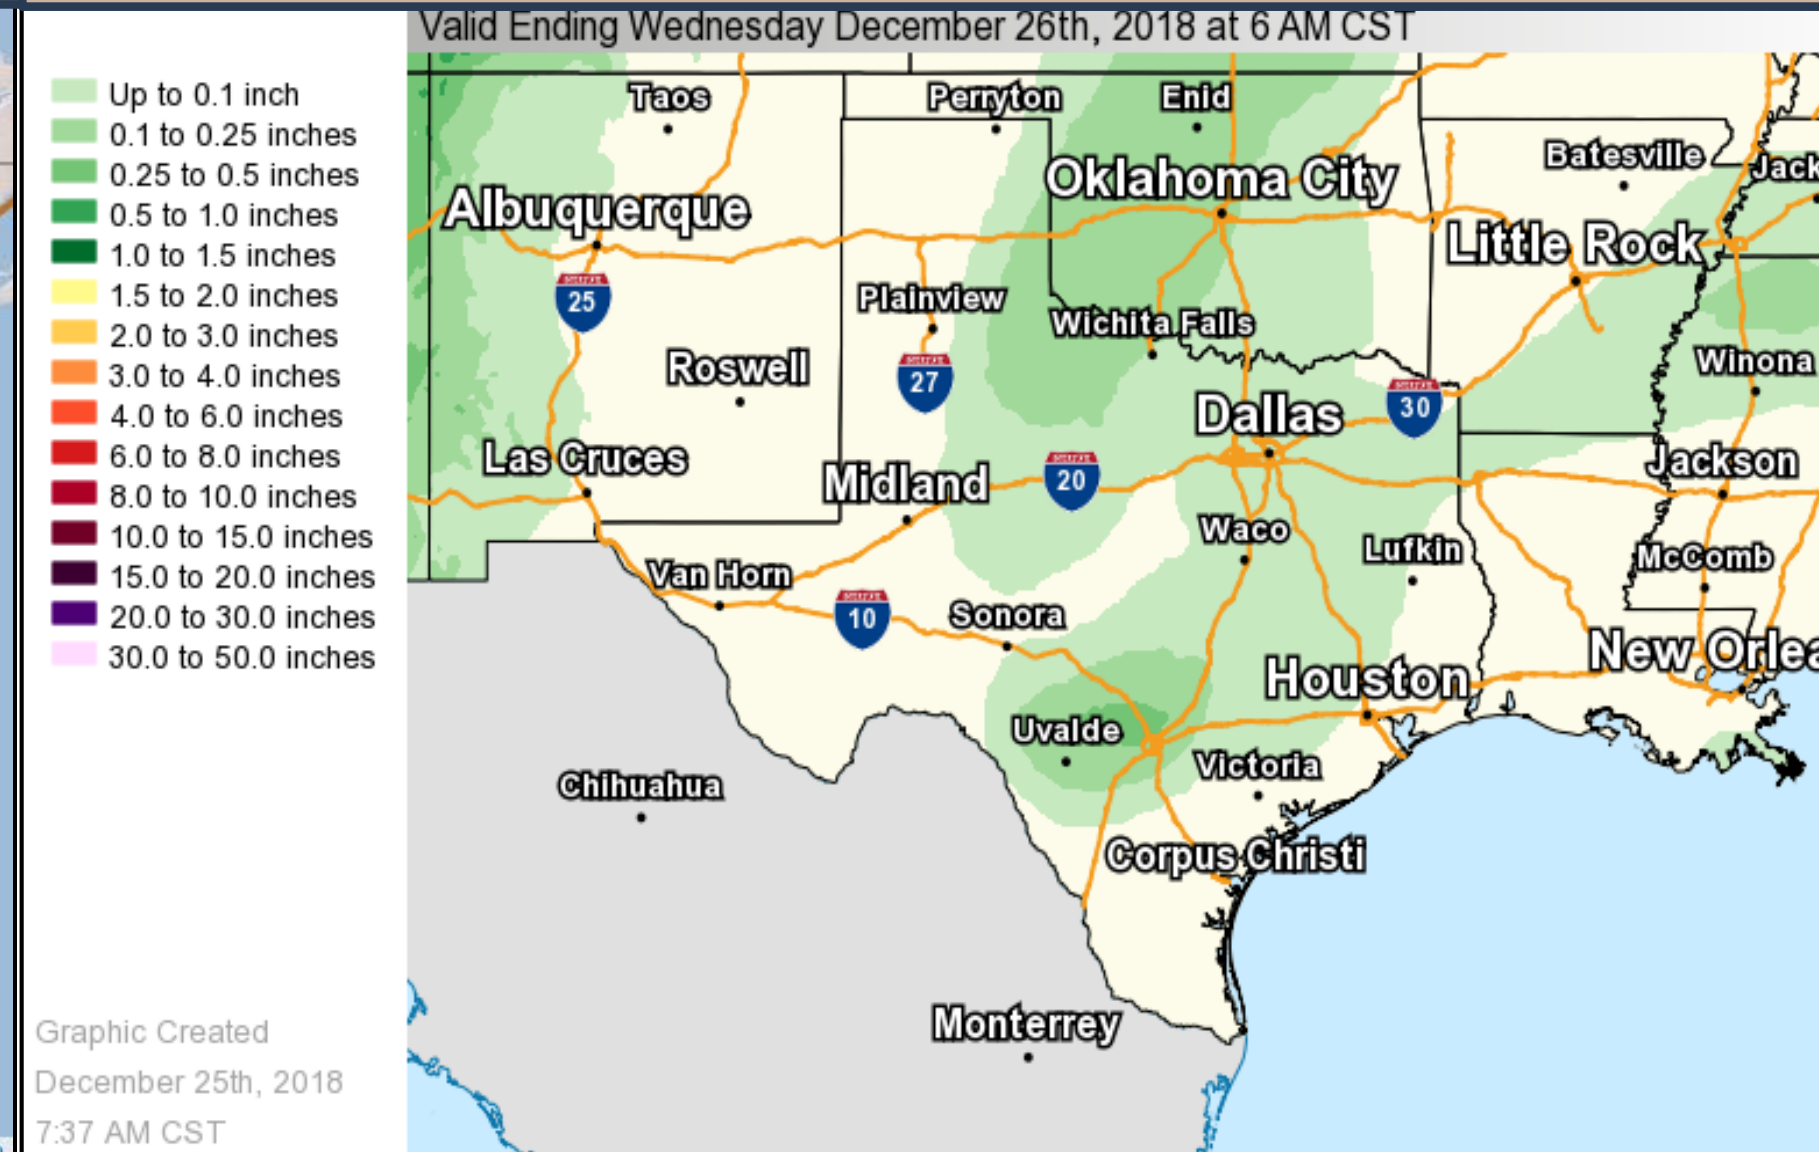 Valid Ending Wednesday December 26th, 2018 at 6 AM CST
Up to 0.1 inch
0.1 to 0.25 inches
0.25 to 0.5 inches
0.5 to 1.0 inches
1.0 to 1.5 inches
1.5 to 2.0 inches
2.0 to 3.0 inches
3.0 to 4.0 inches
4.0 to 6.0 inches
6.0 to 8.0 inches
8.0 to 10.0 inches
10.0 to 15.0 inches
15.0 to 20.0 inches
20.0 to 30.0 inches
30.0 to 50.0 inches
Graphic Created
December 25th, 2018
7:37 AM CST
Taos
Perryton
Enid
Batesville
Jack
Oklahoma City
Albuquerque
Little Rock
25
Plainview
Wichita Falls
Winona
Roswell
27
30
Dallas
Las Cruces
Midland
20
Jackson
Waco
Lufkin
McComb
Van Horn
10
Sonora
New Orlea
Houston
Uvalde
Victoria
Chihuahua
Corpus Christi
Monterrey